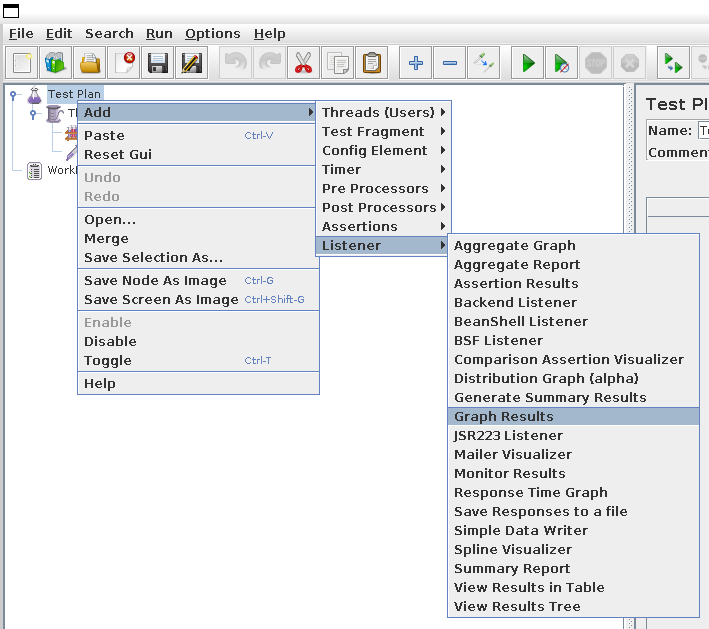 File Edit Search Run Options Help
Test Plan
Add
Paste Ctrl-V
Reset Gui
Undo
Redo
Open...
Merge
Save Selection As...
Save Node As Image Ctrl-G
Save Screen As Image Ctrl+Shift-G
Enable
Disable
Toggle Ctrl-T
Help
Threads (Users)
Test Fragment
Config Element
Timer
Pre Processors
Post Processors
Assertions
Listener
Aggregate Graph
Aggregate Report
Assertion Results
Backend Listener
BeanShell Listener
BSF Listener
Comparison Assertion Visualizer
Distribution Graph (alpha)
Generate Summary Results
Graph Results
JSR223 Listener
Mailer Visualizer
Monitor Results
Response Time Graph
Save Responses to a file
Simple Data Writer
Spline Visualizer
Summary Report
View Results in Table
View Results Tree
Test Pl
Name:
Commen
STOP